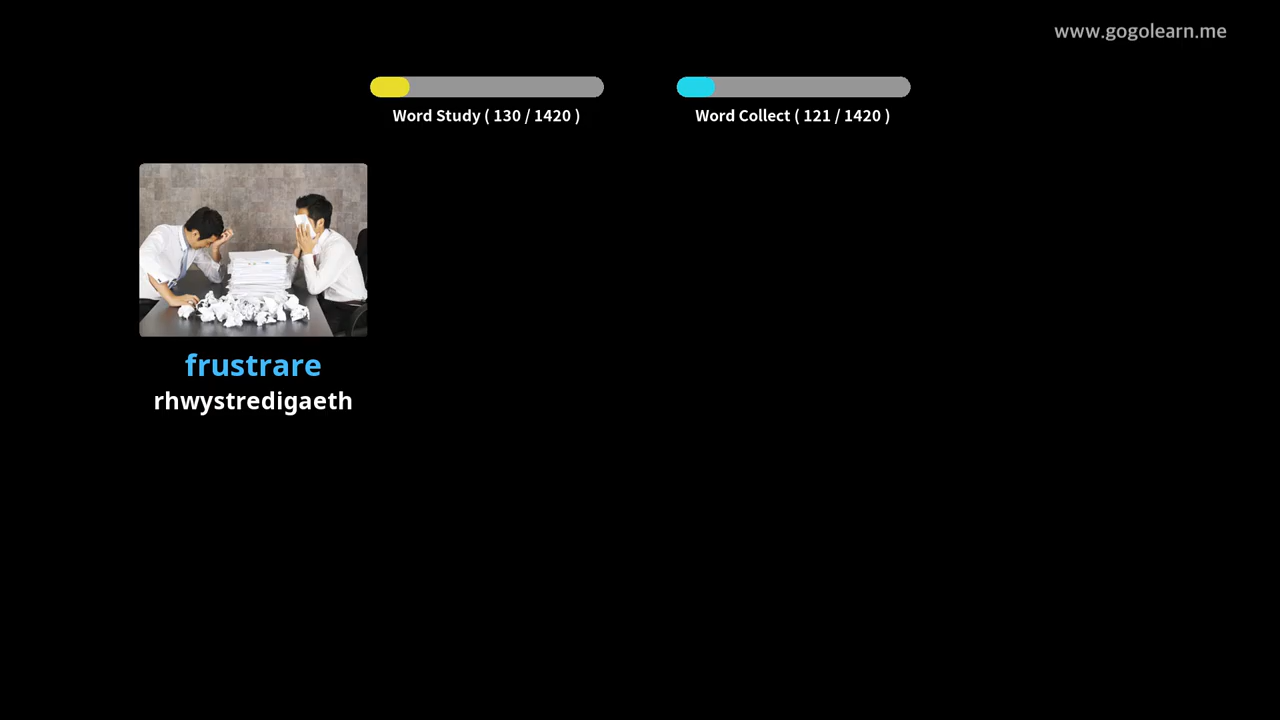 www.gogolearn.me
Word Study ( 130 / 1420 )
Word Collect ( 121 / 1420 )
frustrare
rhwystredigaeth